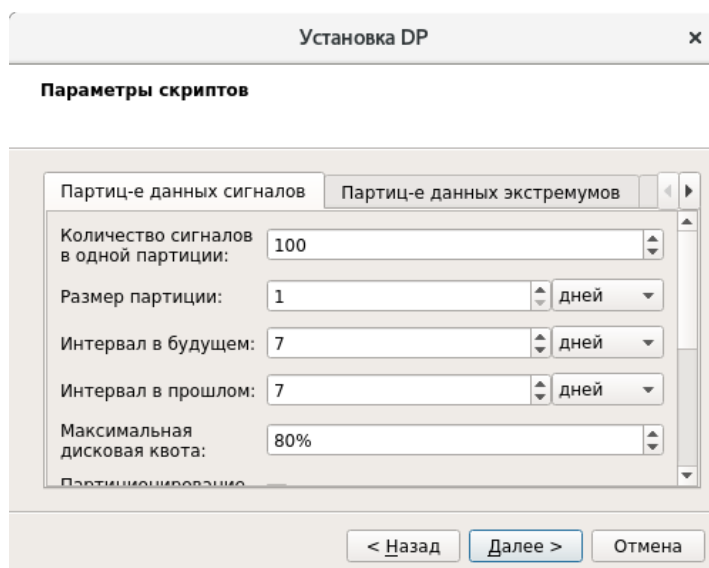 Установка DP
Параметры скриптов
Партиц-е данных сигналов
Партиц-е данных экстремумов
Количество сигналов
в одной партиции:
100
Размер партиции:
1
дней
Интервал в будущем:
7
дней
Интервал в прошлом:
7
дней
Максимальная
дисковая квота:
80%
Партиционирование
< Назад
Далее >
Отмена